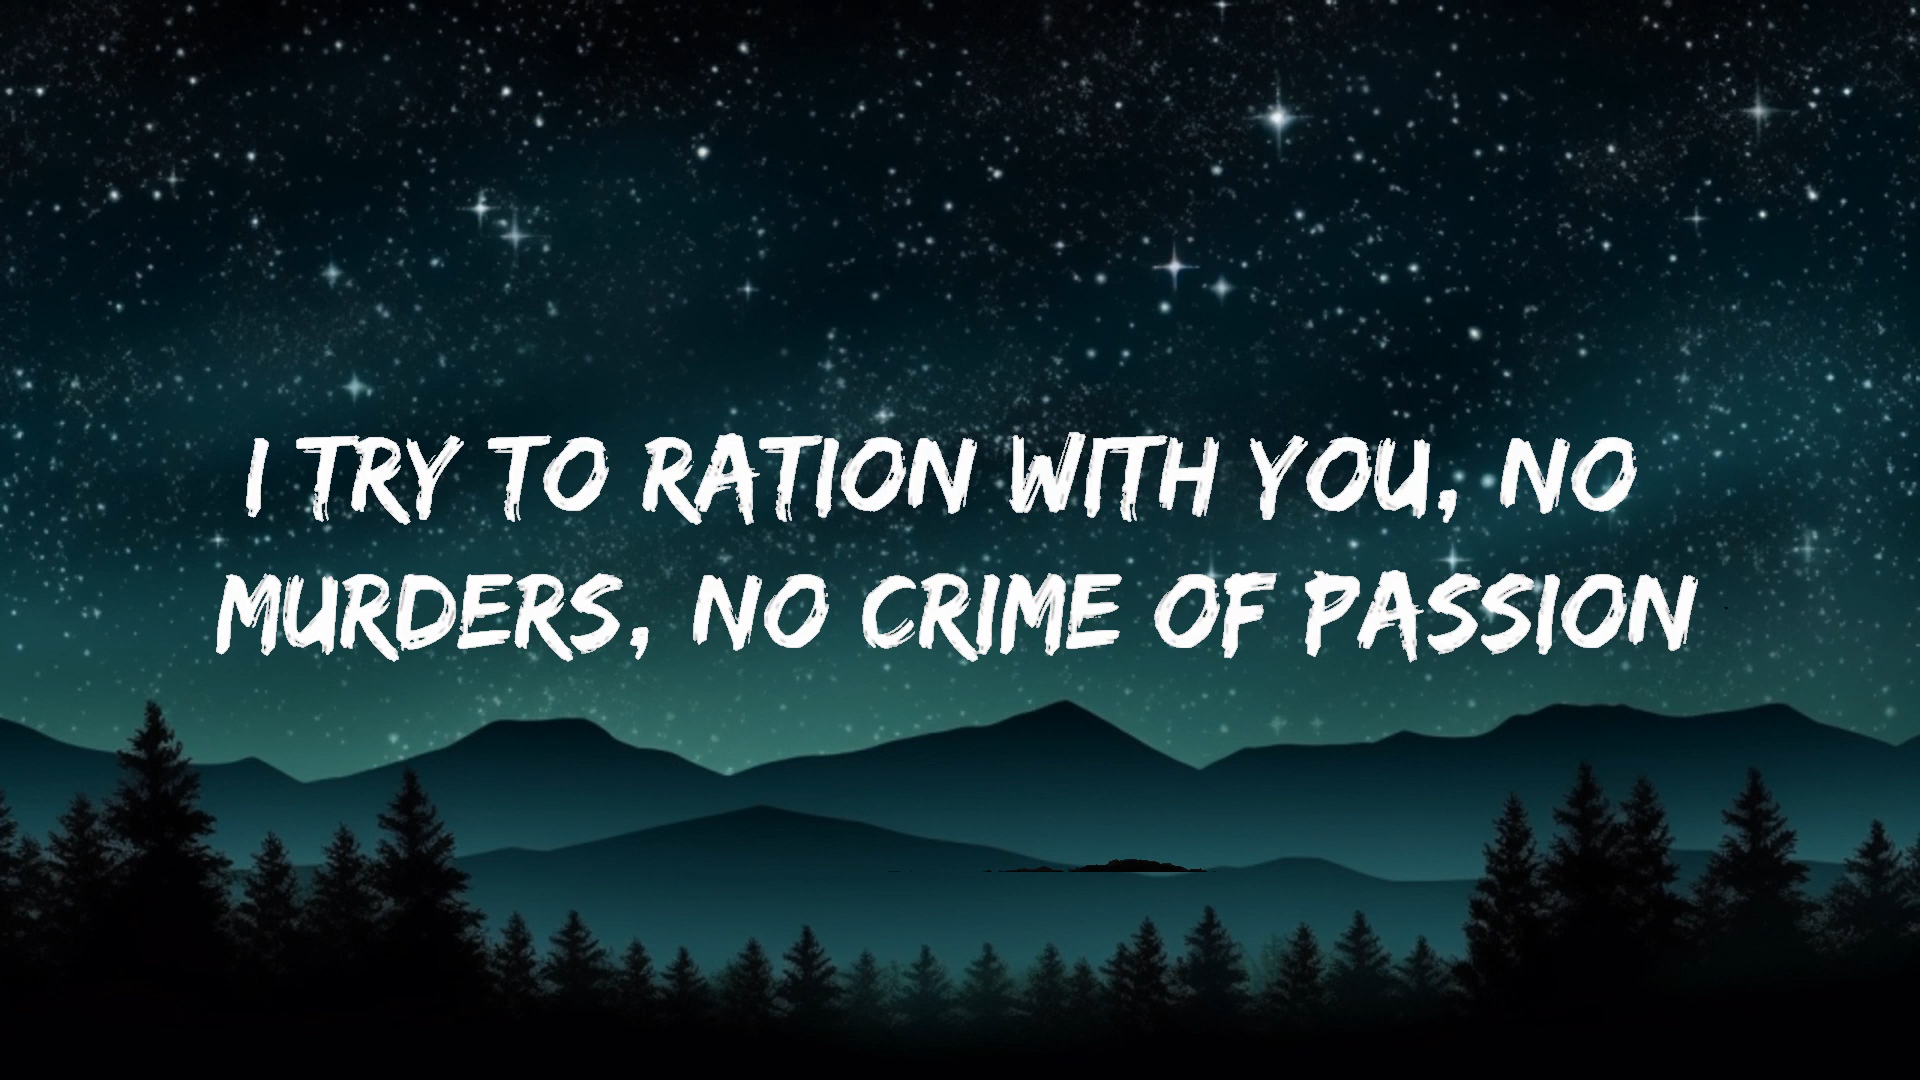 I TRY TO RATION WITH YOU, NO
MURDERS, NO CRIME OF PASSION